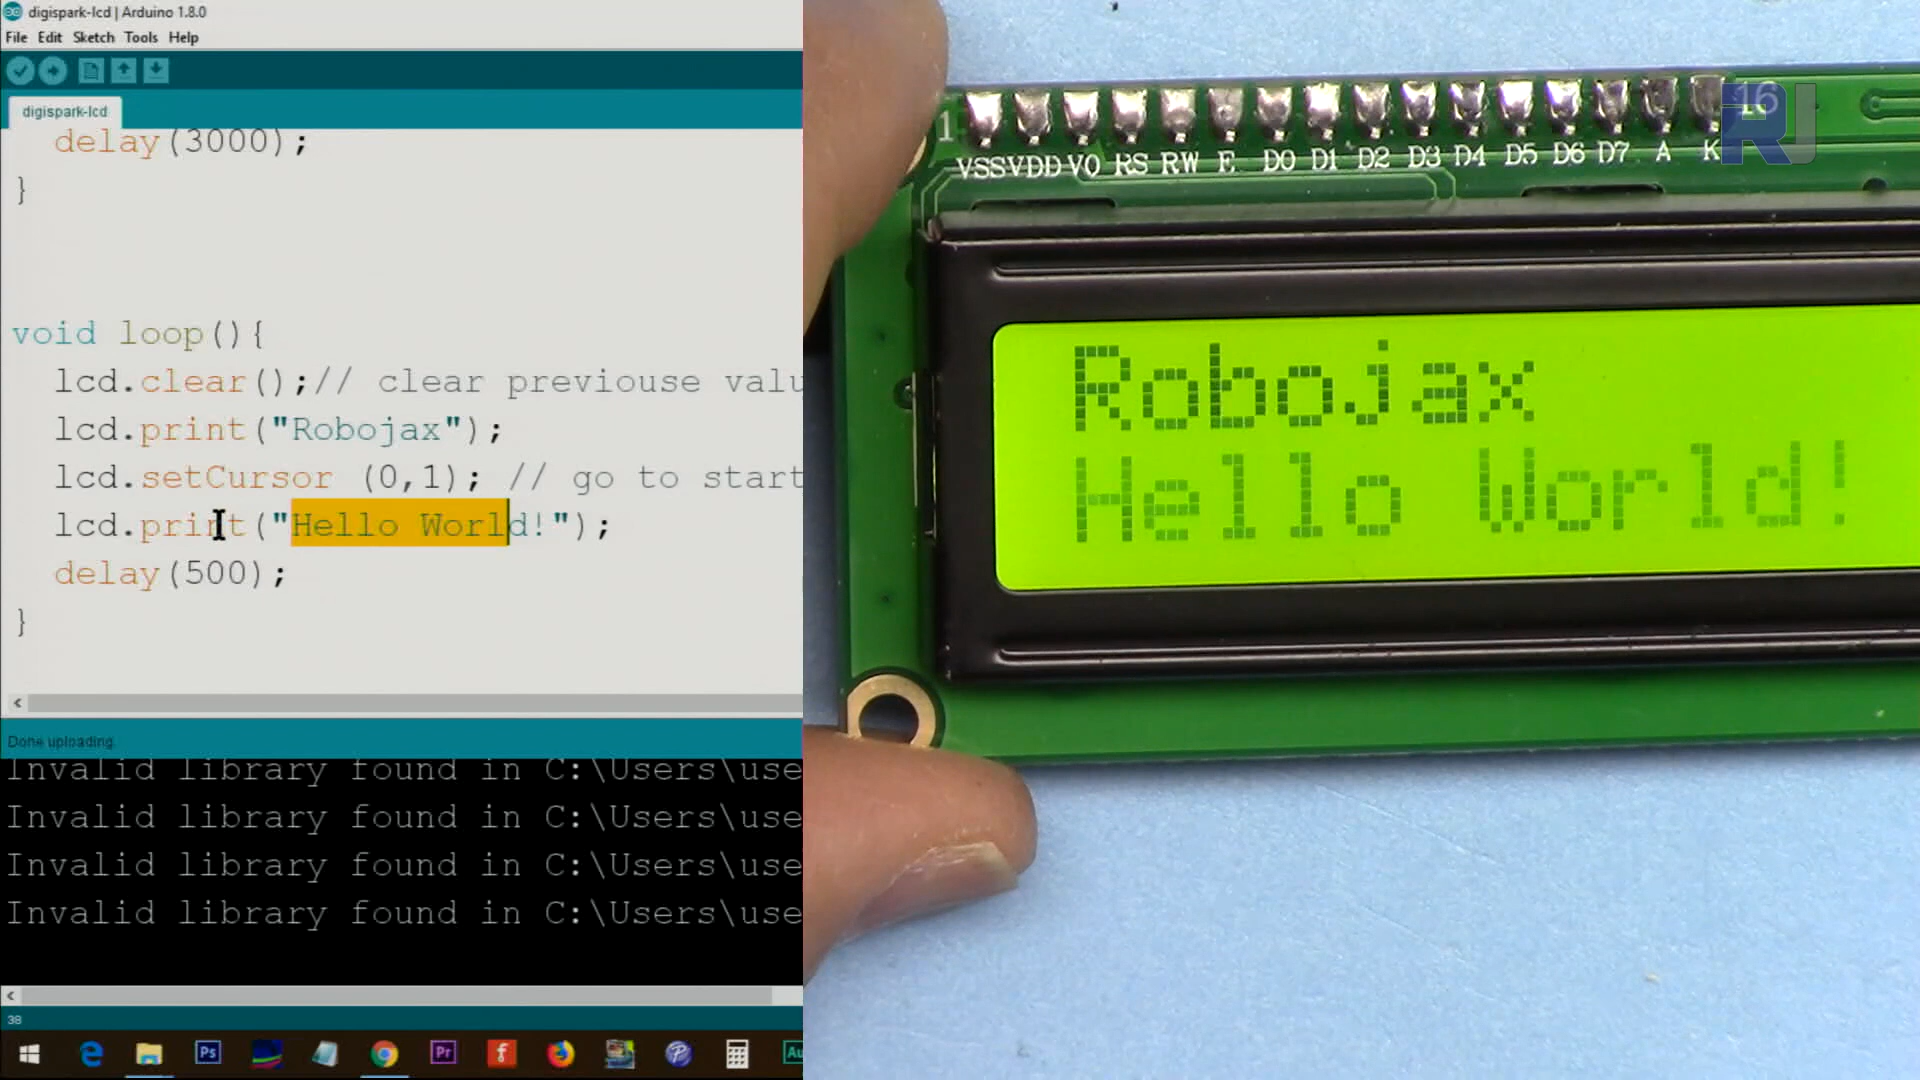 digispark-lcd | Arduino 1.8.0
File Edit Sketch Tools Help
digispark-lcd
delay(3000);
}
void loop(){
lcd.clear();// clear previouse valu
lcd.print("Robojax");
lcd.setCursor (0,1); // go to start
lcd.print("Hello World!");
delay(500);
}
Done uploading.
Invalid library found in C:\Users\use
Invalid library found in C:\Users\use
Invalid library found in C:\Users\use
Invalid library found in C:\Users\use
38
Ps
Pr
f
Au
1
16
VSS VDD VO RS RW E D0 D1 D2 D3 D4 D5 D6 D7 A K
RJ
Robojax
Hello World!